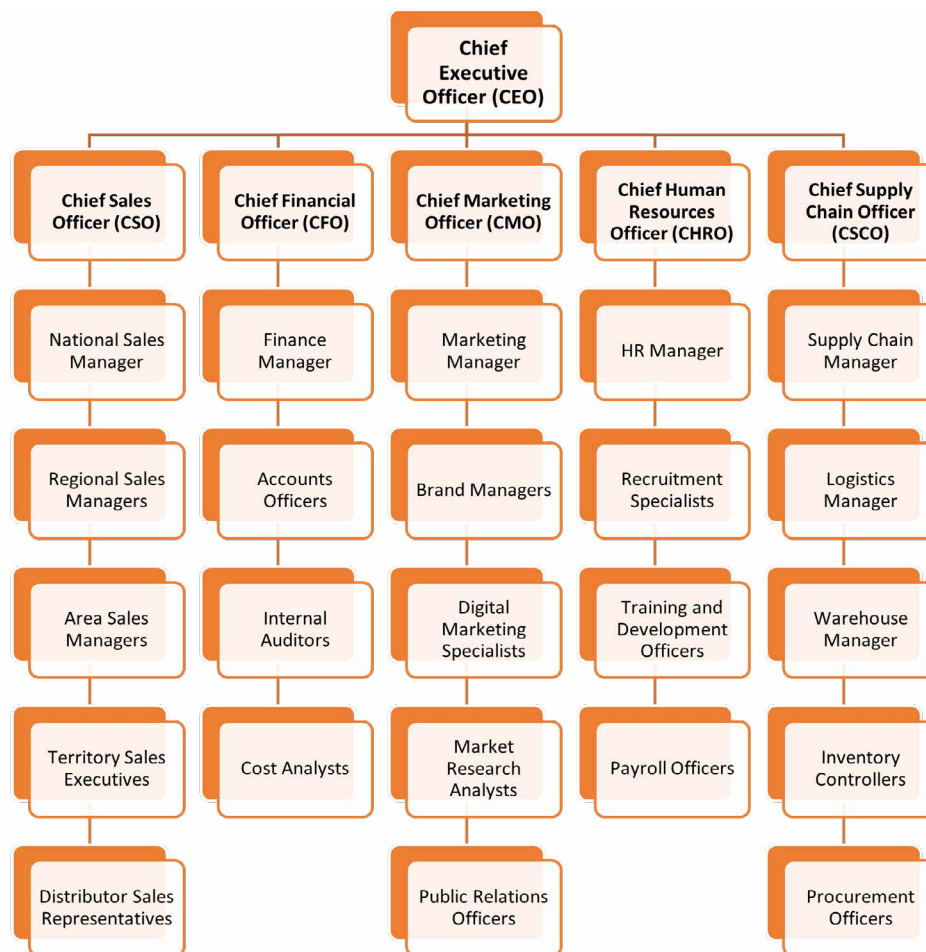 Chief
Executive
Officer (CEO)
Chief Sales
Officer (CSO)
Chief Financial
Officer (CFO)
Chief Marketing
Officer (CMO)
Chief Human
Resources
Officer (CHRO)
Chief Supply
Chain Officer
(CSCO)
National Sales
Manager
Finance
Manager
Marketing
Manager
HR Manager
Supply Chain
Manager
Regional Sales
Managers
Accounts
Officers
Brand Managers
Recruitment
Specialists
Logistics
Manager
Area Sales
Managers
Internal
Auditors
Digital
Marketing
Specialists
Training and
Development
Officers
Warehouse
Manager
Territory Sales
Executives
Cost Analysts
Market
Research
Analysts
Payroll Officers
Inventory
Controllers
Distributor Sales
Representatives
Public Relations
Officers
Procurement
Officers